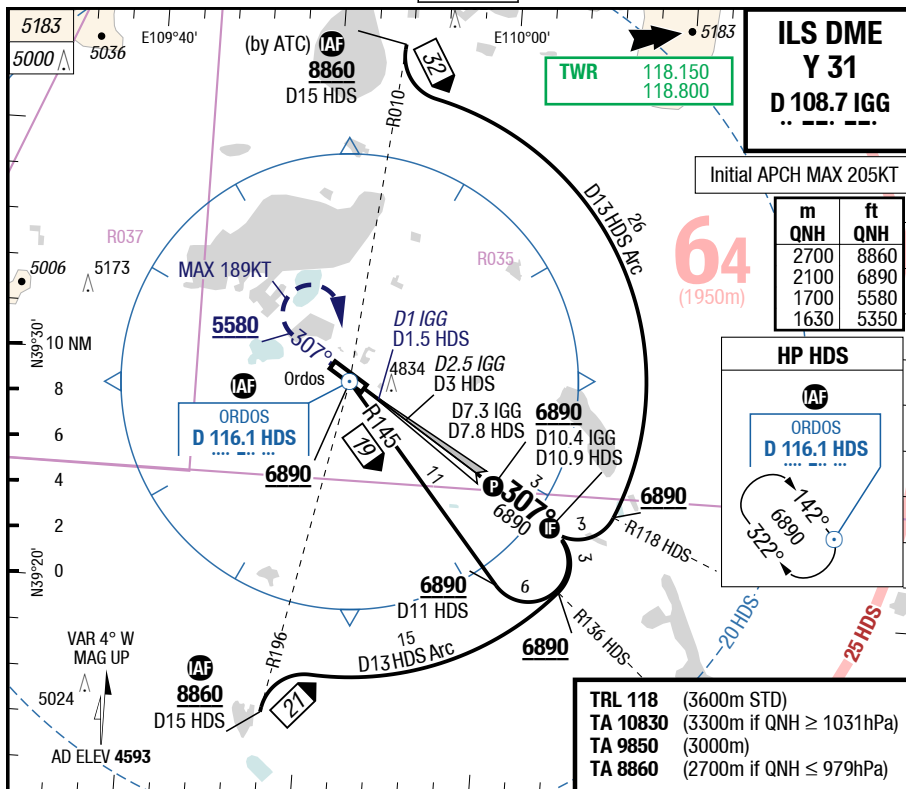 5183
5000
5036
E109°40'
(by ATC) IAF
8860
D15 HDS
32
R010
E110°00'
5183
TWR 118.150
118.800
ILS DME
Y 31
D 108.7 IGG
Initial APCH MAX 205KT
m ft
QNH QNH
2700 8860
2100 6890
1700 5580
1630 5350
64
(1950m)
26
D13 HDS Arc
R037
R035
5006
5173
MAX 189KT
5580
307°
D1 IGG
D1.5 HDS
N39°30'
10 NM
8
6
4
2
0
N39°20'
4834
D2.5 IGG
D3 HDS
Ordos
IAF
ORDOS
D 116.1 HDS
6890
R145
19
11
D7.3 IGG
D7.8 HDS
6890
D10.4 IGG
D10.9 HDS
P
3
307°
6890
IF
3
3
6890
R118 HDS
HP HDS
IAF
ORDOS
D 116.1 HDS
142°
6890
322°
6890
D11 HDS
6
6890
R136 HDS
20 HDS
25 HDS
15
D13 HDS Arc
R196
IAF
8860
D15 HDS
21
VAR 4° W
MAG UP
5024
AD ELEV 4593
TRL 118 (3600m STD)
TA 10830 (3300m if QNH ≥ 1031hPa)
TA 9850 (3000m)
TA 8860 (2700m if QNH ≤ 979hPa)